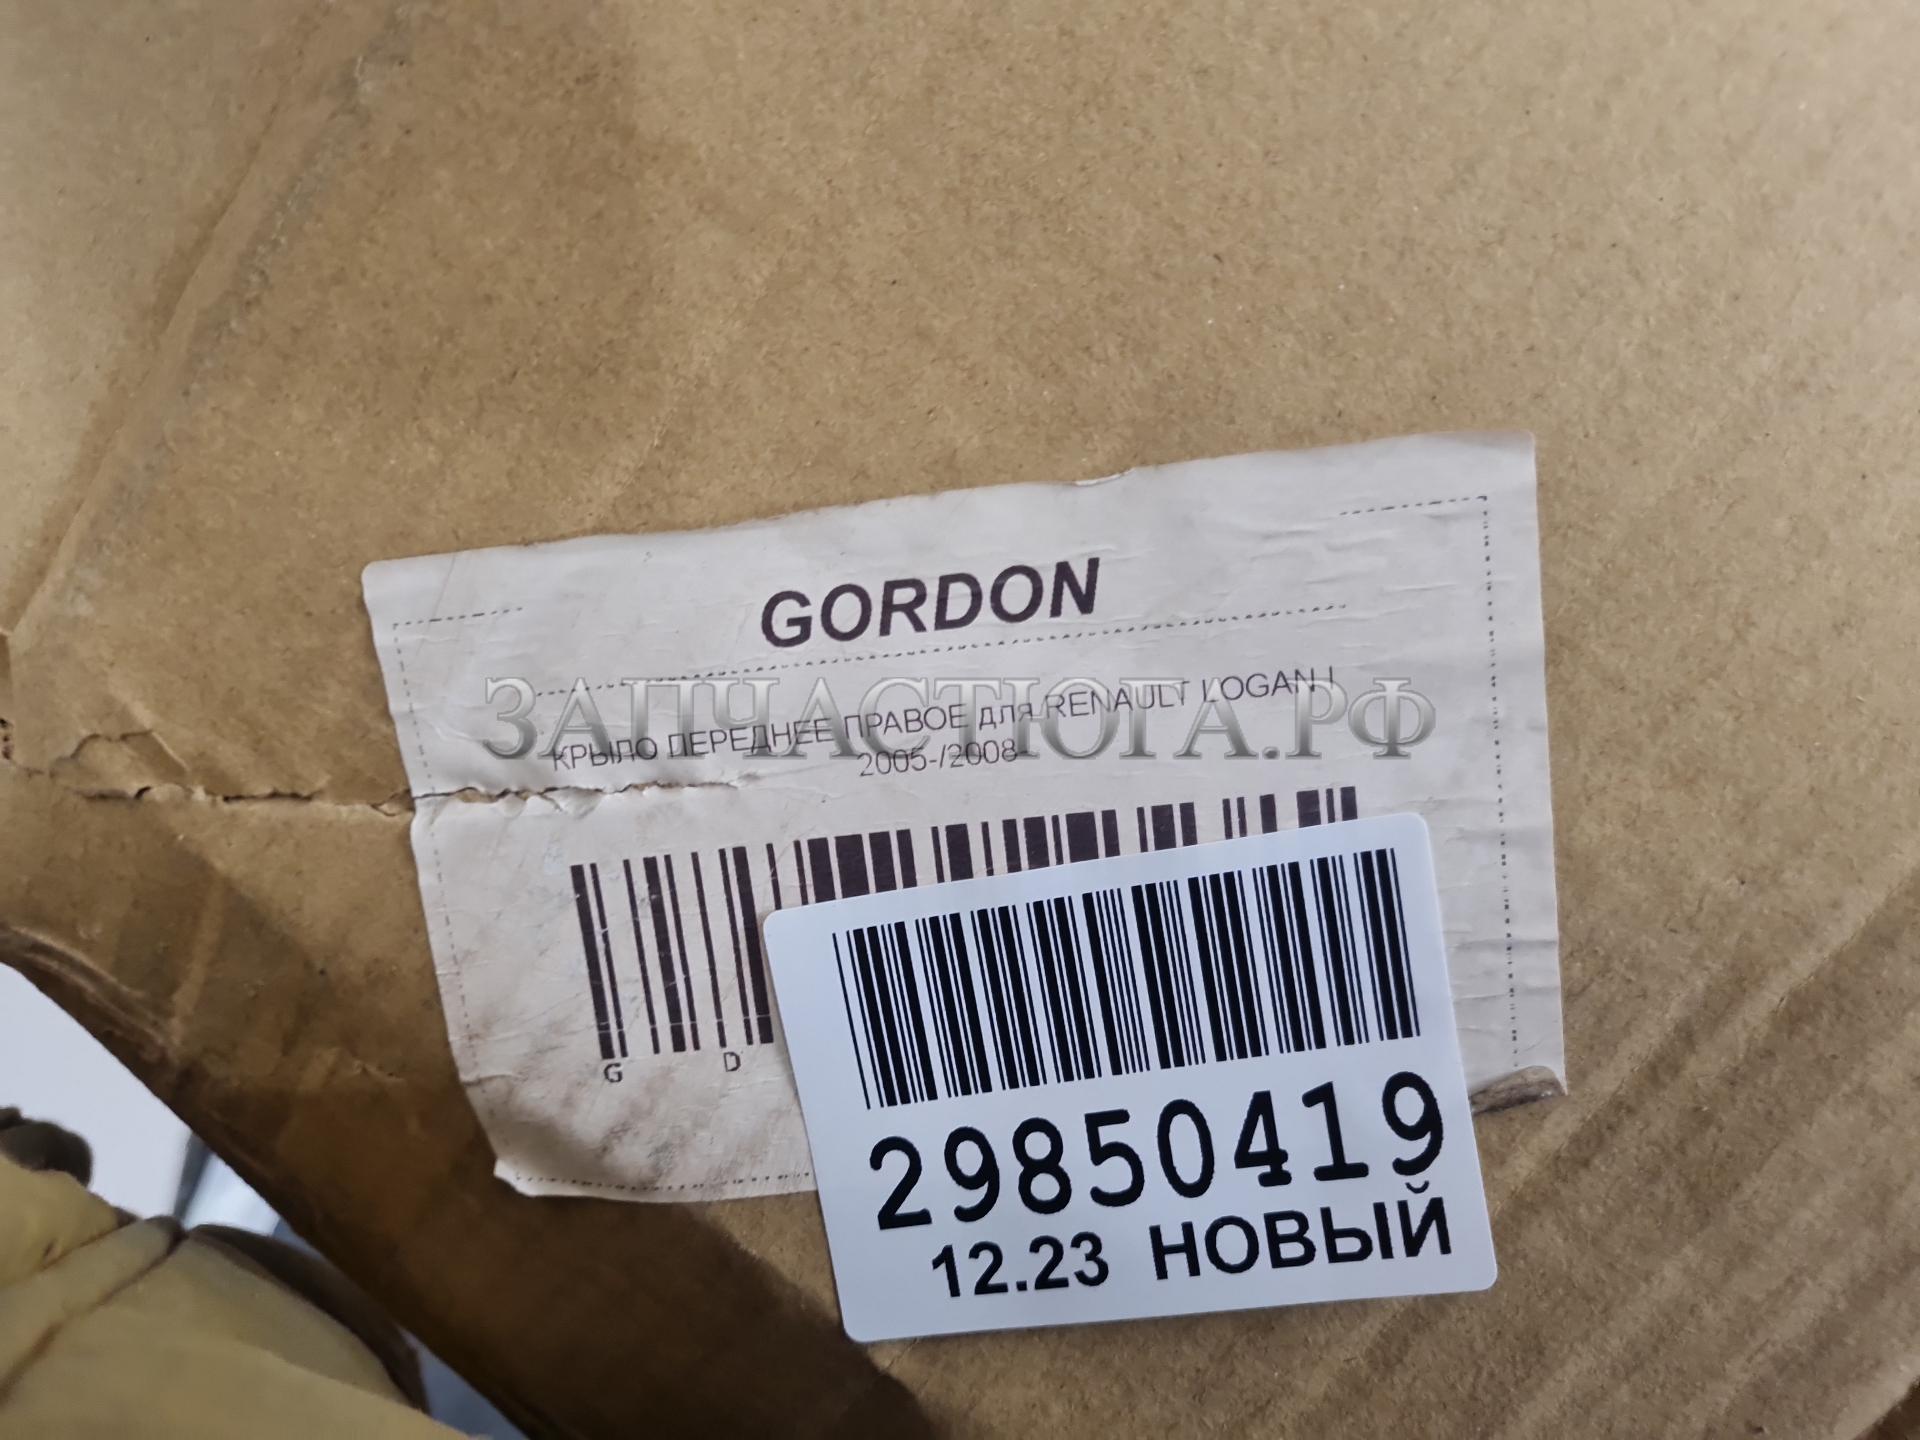 GORDON
ЗАПЧАСТЮГА.РФ
КРЫЛО ПЕРЕДНЕЕ ПРАВОЕ для RENAULT LOGAN I
2005-/2008-
G D
29850419
12.23 НОВЫЙ